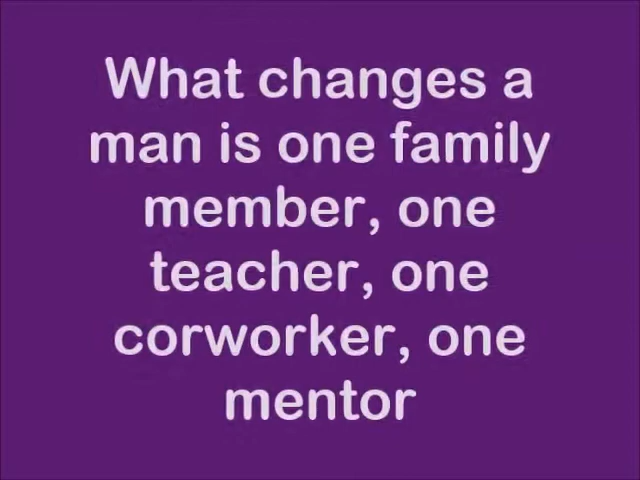 What changes a
man is one family
member, one
teacher, one
corworker, one
mentor